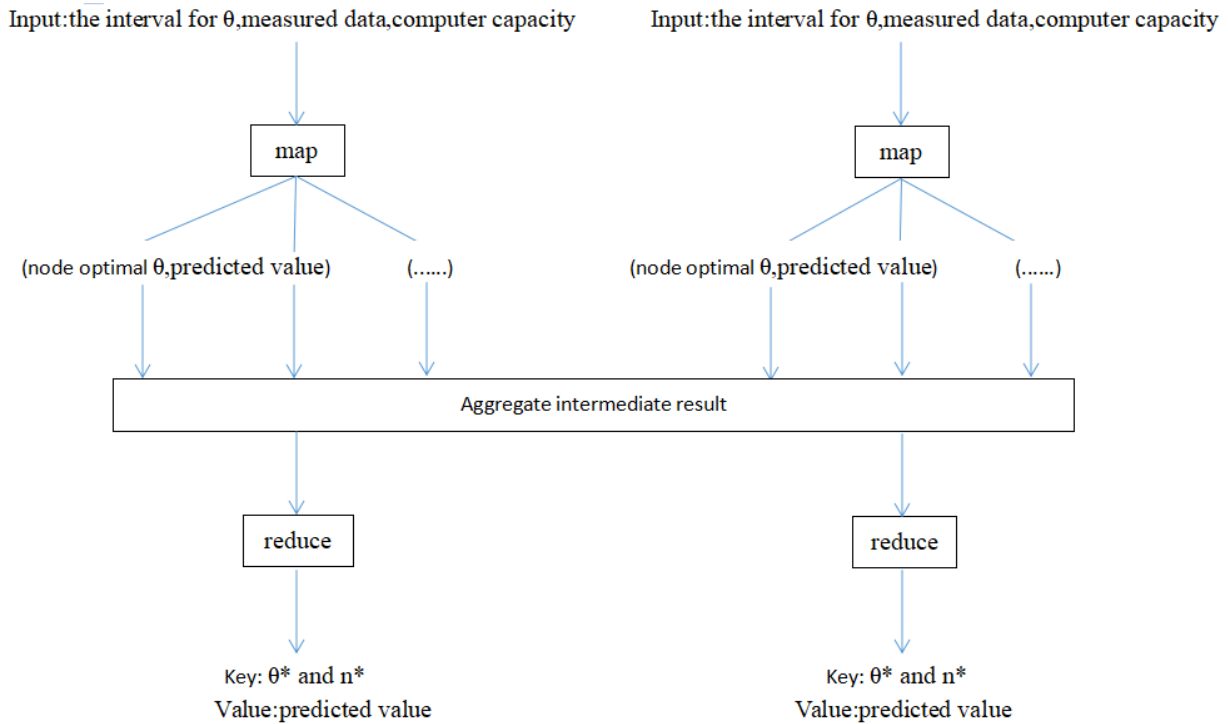 Input:the interval for θ,measured data,computer capacity
Input:the interval for θ,measured data,computer capacity
map
map
(node optimal θ,predicted value)
(......)
(node optimal θ,predicted value)
(......)
Aggregate intermediate result
reduce
reduce
Key: θ* and n*
Value:predicted value
Key: θ* and n*
Value:predicted value